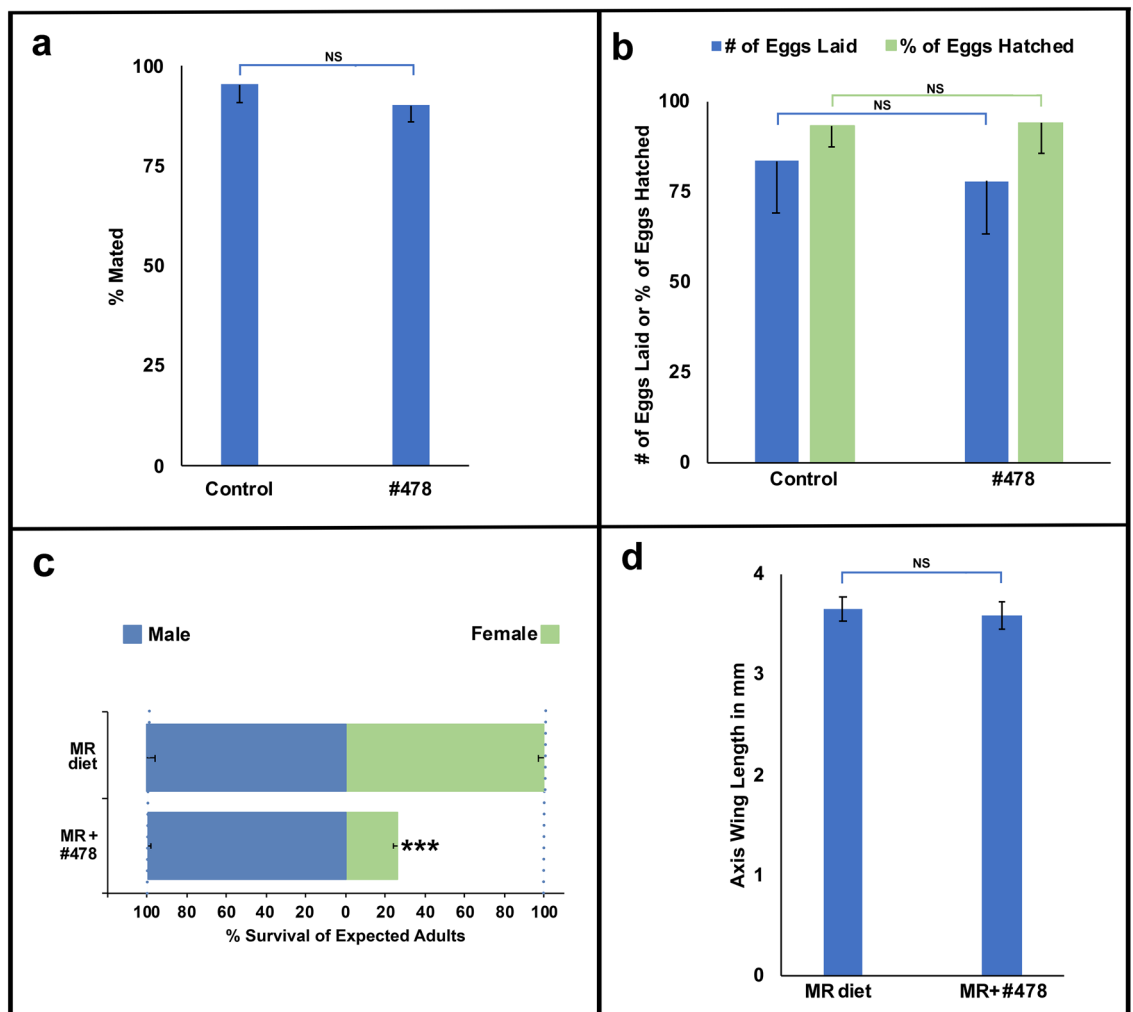 a
NS
100
75
50
25
0
% Mated
Control #478
b
# of Eggs Laid % of Eggs Hatched
NS
NS
100
75
50
25
0
# of Eggs Laid or % of Eggs Hatched
Control #478
c
Male Female
MR
diet
MR +
#478
***
100 80 60 40 20 0 20 40 60 80 100
% Survival of Expected Adults
d
NS
4
3
2
1
0
Axis Wing Length in mm
MR diet MR+ #478